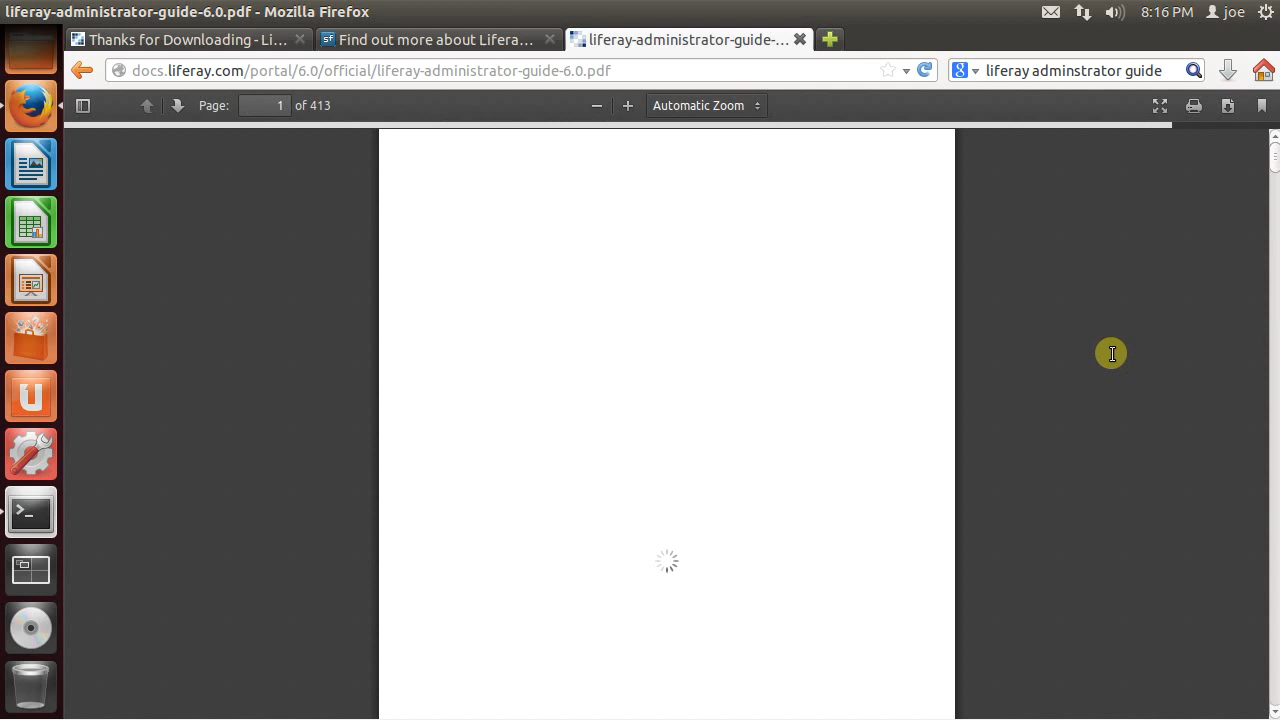 liferay-administrator-guide-6.0.pdf - Mozilla Firefox
8:16 PM
joe
Thanks for Downloading - Li...
sf
Find out more about Lifera...
liferay-administrator-guide-...
docs.liferay.com/portal/6.0/official/liferay-administrator-guide-6.0.pdf
8
liferay adminstrator guide
Page:
1
of 413
Automatic Zoom
U
>_